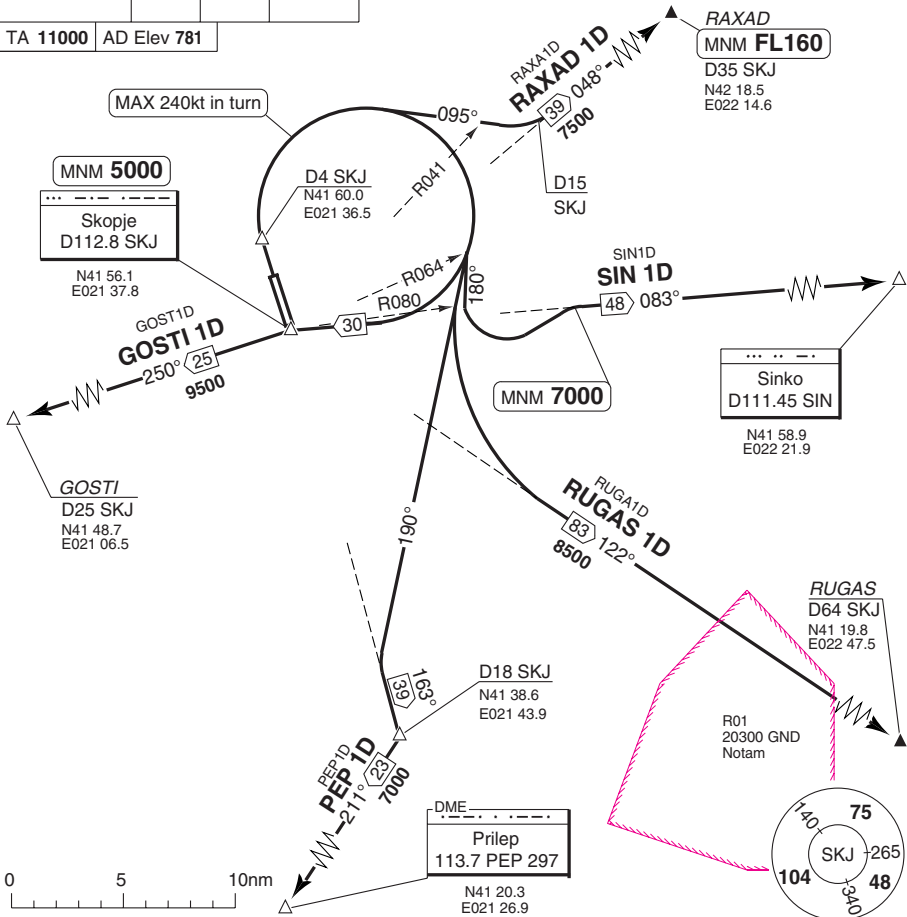 TA 11000 AD Elev 781
MAX 240kt in turn
MNM 5000
Skopje
D112.8 SKJ
N41 56.1
E021 37.8
D4 SKJ
N41 60.0
E021 36.5
095°
R041
RAXA1D
RAXAD 1D
39 048°
7500
RAXAD
MNM FL160
D35 SKJ
N42 18.5
E022 14.6
D15
SKJ
R064
R080
180°
30
SIN1D
SIN 1D
48 083°
MNM 7000
Sinko
D111.45 SIN
N41 58.9
E022 21.9
GOST1D
GOSTI 1D
250° 25
9500
GOSTI
D25 SKJ
N41 48.7
E021 06.5
190°
RUGA1D
RUGAS 1D
83 122°
8500
RUGAS
D64 SKJ
N41 19.8
E022 47.5
163°
39
D18 SKJ
N41 38.6
E021 43.9
PEP1D
PEP 1D
211° 23
7000
R01
20300 GND
Notam
DME
Prilep
113.7 PEP 297
N41 20.3
E021 26.9
140
75
SKJ
265
104
48
340
0 5 10nm